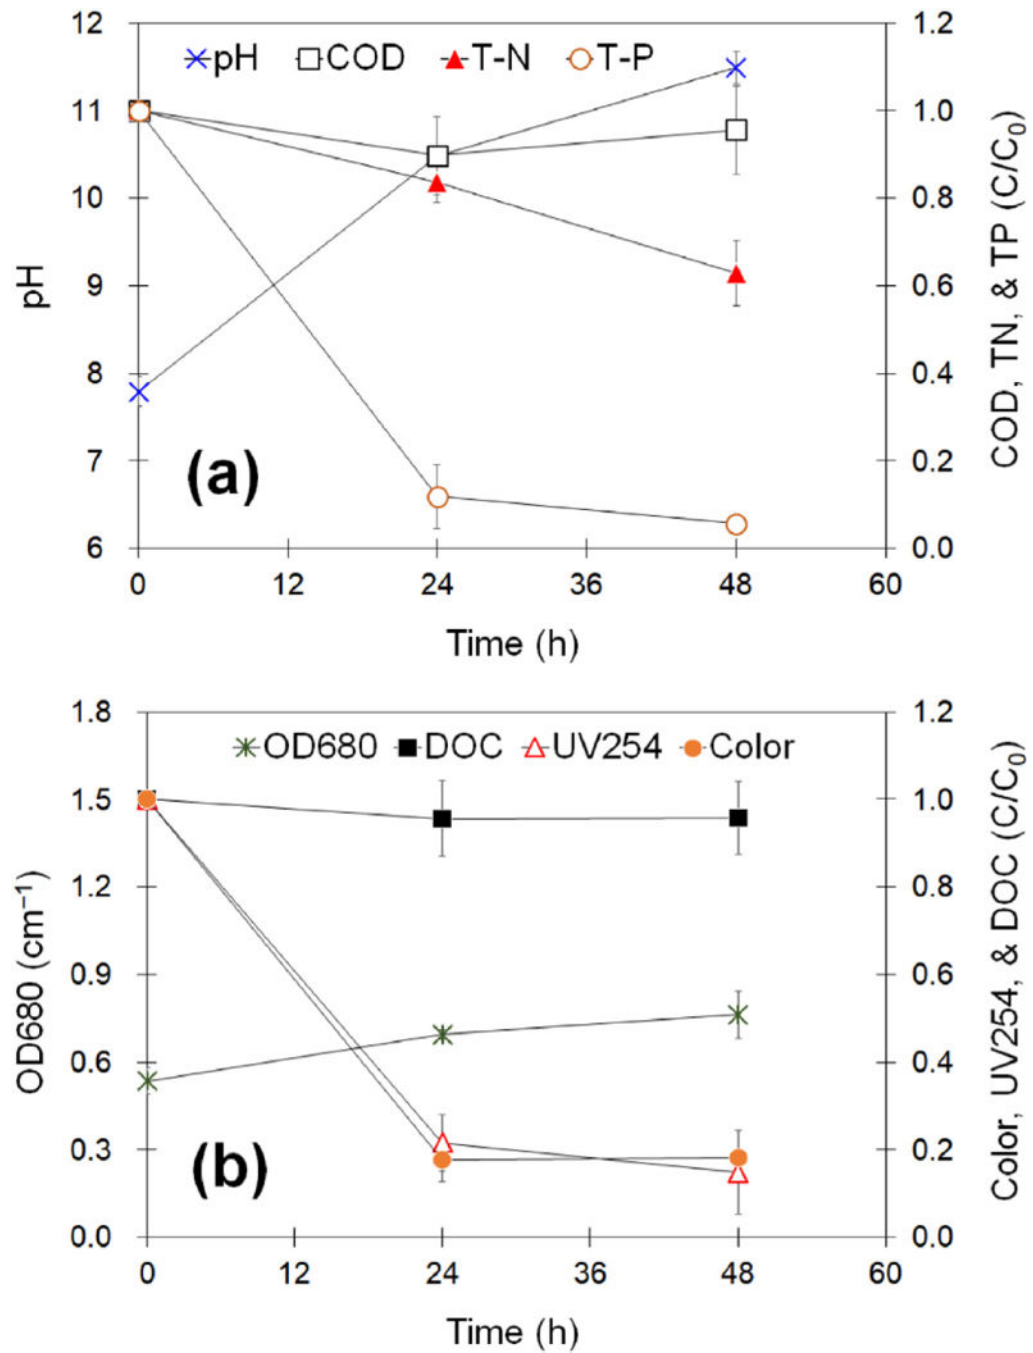 12
1.2
pH COD T-N T-P
11
1.0
10
0.8
9
0.6
8
0.4
7
0.2
6
0.0
pH
COD, TN, & TP (C/C₀)
(a)
0 12 24 36 48 60
Time (h)
1.8
1.2
OD680 DOC UV254 Color
1.5
1.0
1.2
0.8
0.9
0.6
0.6
0.4
0.3
0.2
0.0
0.0
OD680 (cm⁻¹)
Color, UV254, & DOC (C/C₀)
(b)
0 12 24 36 48 60
Time (h)